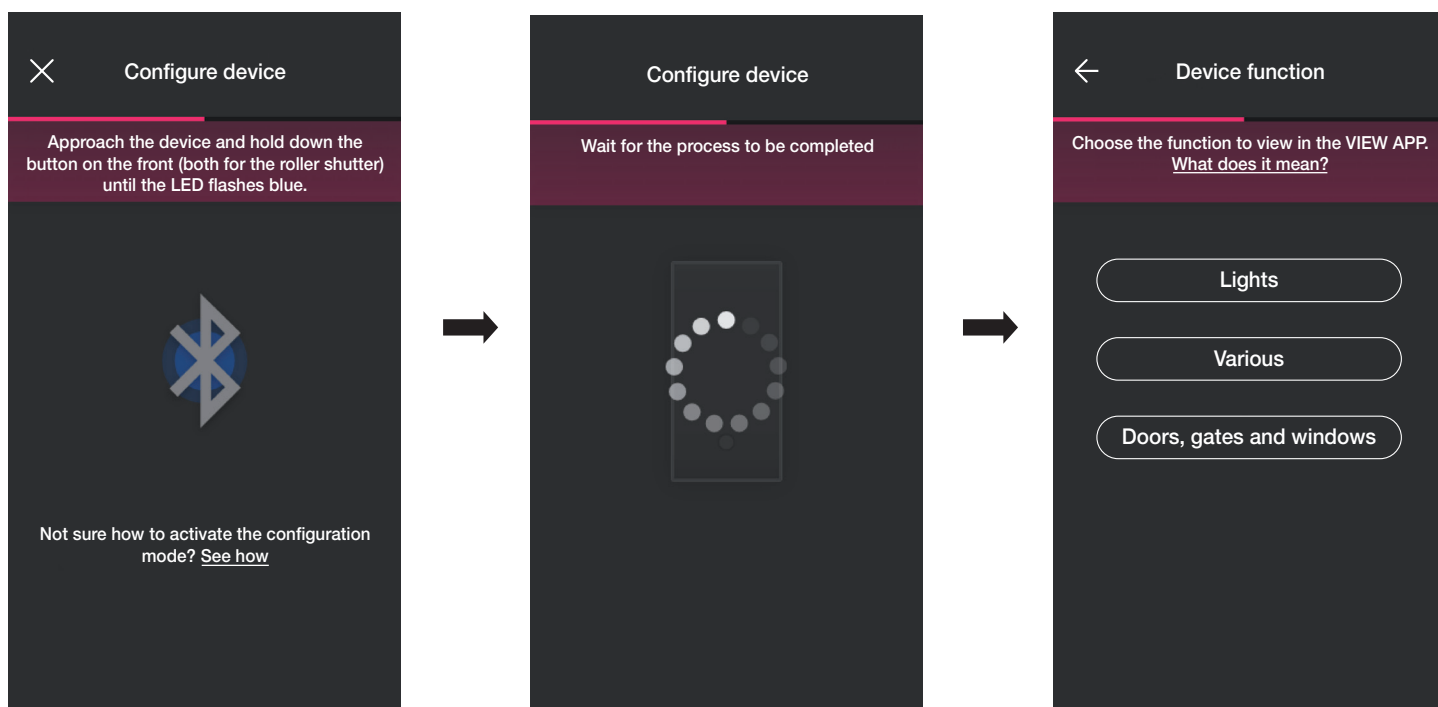 Configure device
Approach the device and hold down the
button on the front (both for the roller shutter)
until the LED flashes blue.
Not sure how to activate the configuration
mode? See how
Configure device
Wait for the process to be completed
Device function
Choose the function to view in the VIEW APP.
What does it mean?
Lights
Various
Doors, gates and windows